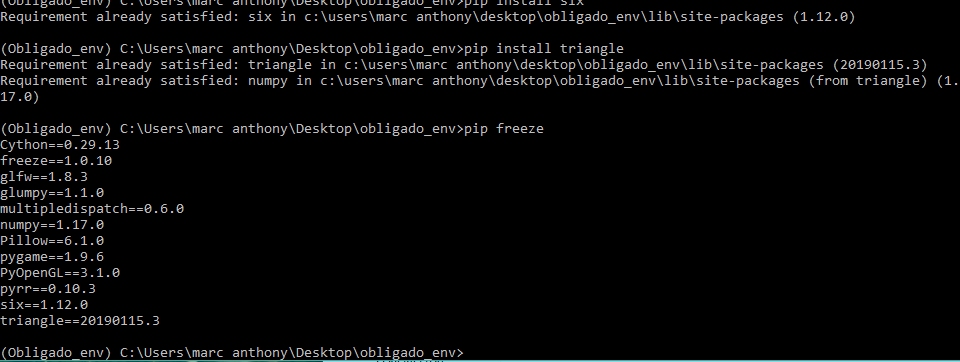 (Obligado_env) C:\Users\marc anthony\Desktop\obligado_env>pip install six
Requirement already satisfied: six in c:\users\marc anthony\desktop\obligado_env\lib\site-packages (1.12.0)
(Obligado_env) C:\Users\marc anthony\Desktop\obligado_env>pip install triangle
Requirement already satisfied: triangle in c:\users\marc anthony\desktop\obligado_env\lib\site-packages (20190115.3)
Requirement already satisfied: numpy in c:\users\marc anthony\desktop\obligado_env\lib\site-packages (from triangle) (1.
17.0)
(Obligado_env) C:\Users\marc anthony\Desktop\obligado_env>pip freeze
Cython==0.29.13
freeze==1.0.10
glfw==1.8.3
glumpy==1.1.0
multipledispatch==0.6.0
numpy==1.17.0
Pillow==6.1.0
pygame==1.9.6
PyOpenGL==3.1.0
pyrr==0.10.3
six==1.12.0
triangle==20190115.3
(Obligado_env) C:\Users\marc anthony\Desktop\obligado_env>